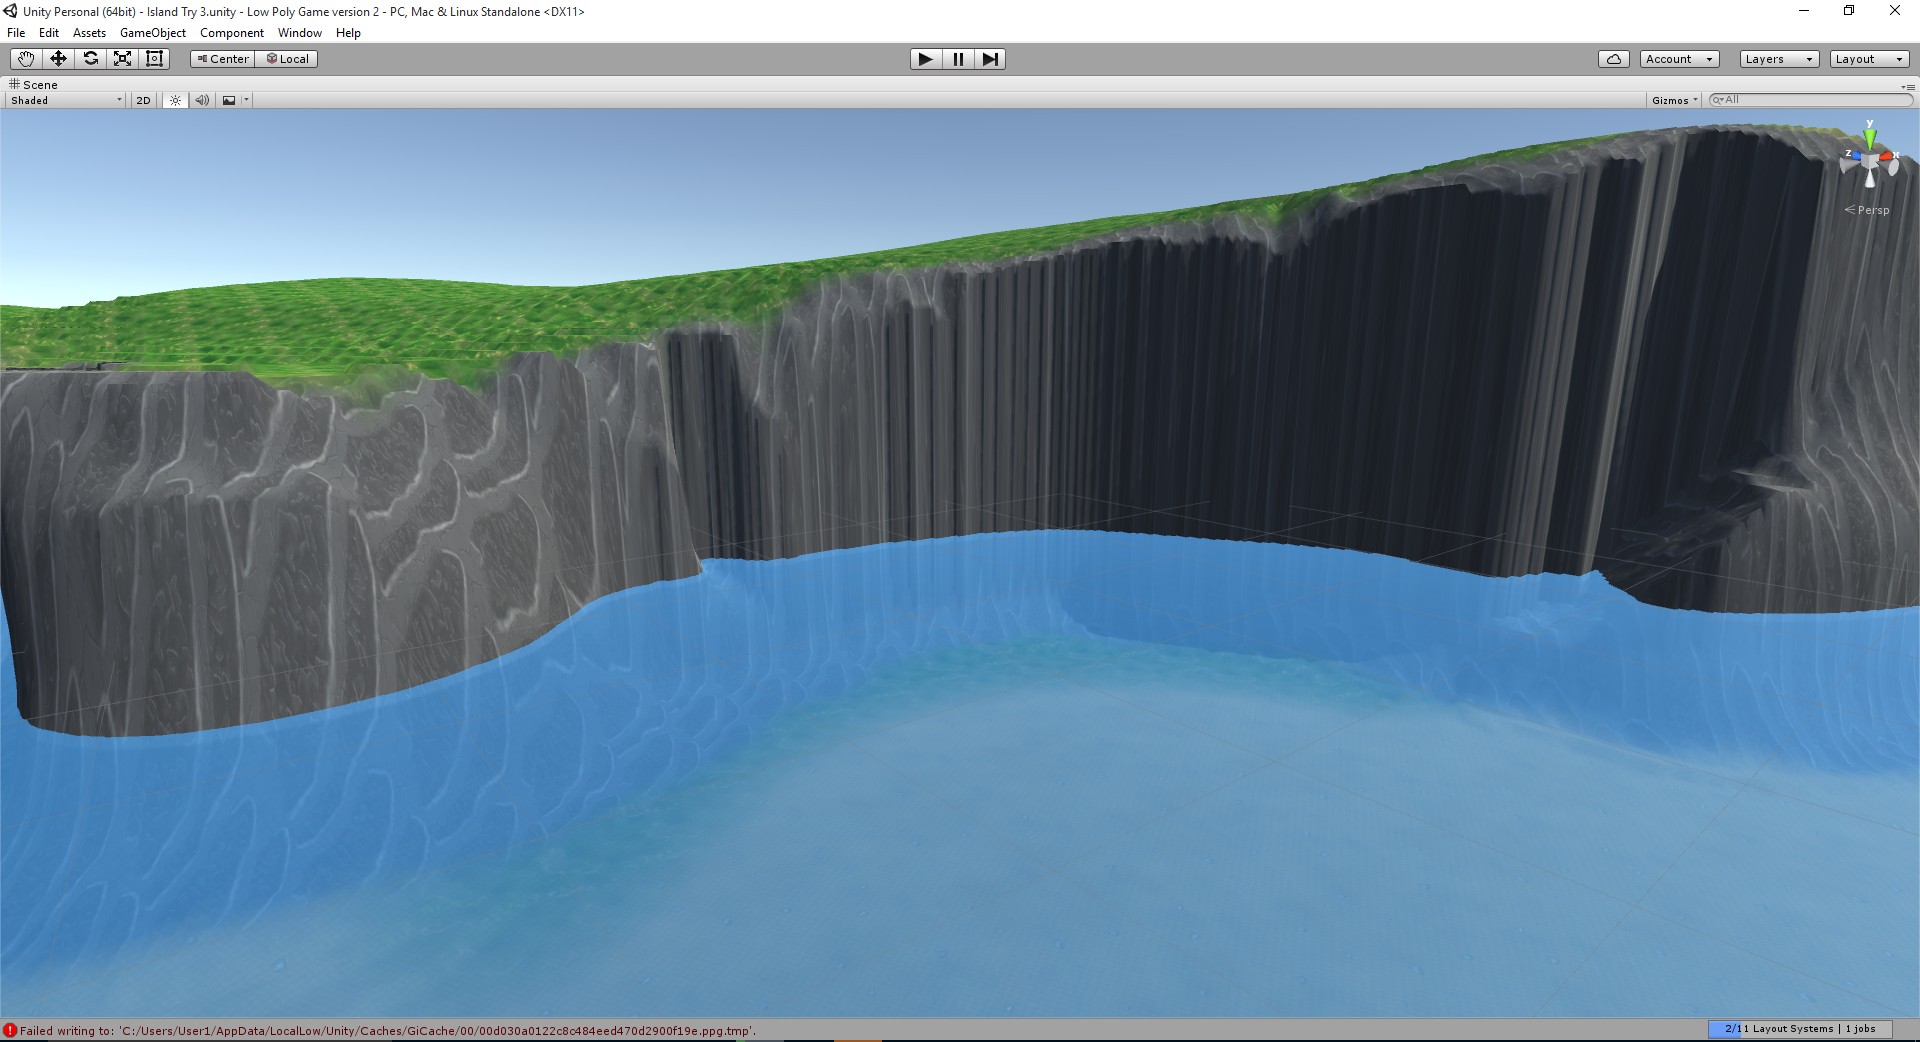 Unity Personal (64bit) - Island Try 3.unity - Low Poly Game version 2 - PC, Mac & Linux Standalone <DX11>
File Edit Assets GameObject Component Window Help
Center Local Account Layers Layout
Scene
Shaded 2D Gizmos All
y
z x
Persp
Failed writing to: 'C:/Users/User1/AppData/LocalLow/Unity/Caches/GiCache/00/00d030a0122c8c484eed470d2900f19e.ppg.tmp'.
2/11 Layout Systems | 1 jobs